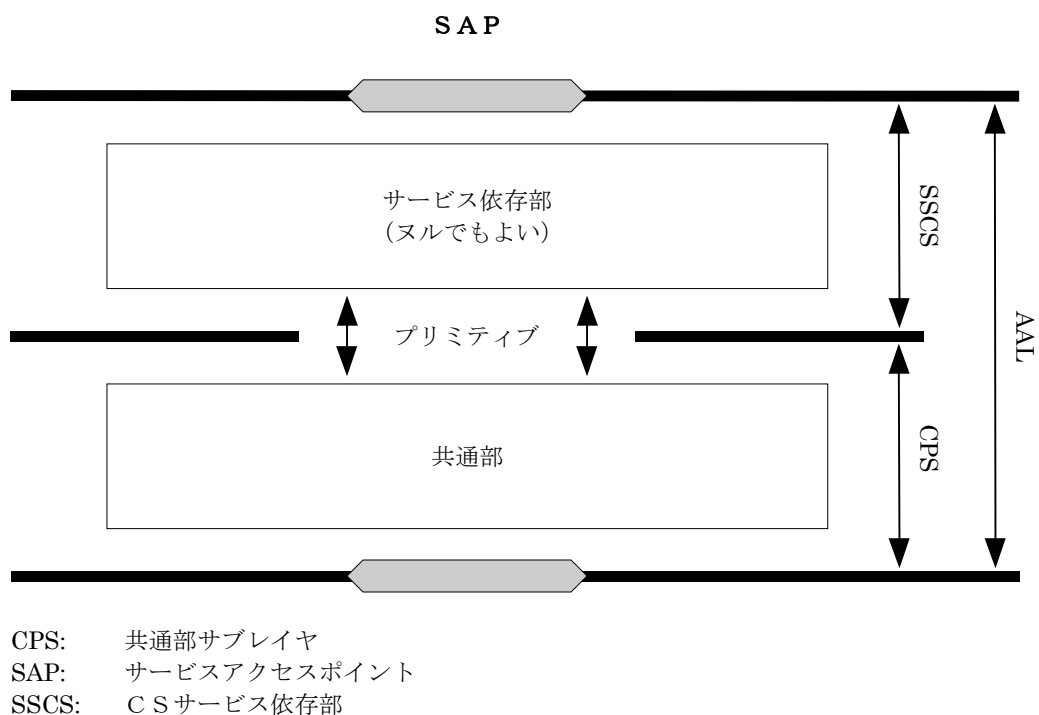 ＳＡＰ
サービス依存部
（ヌルでもよい）
SSCS
プリミティブ
AAL
共通部
CPS
CPS: 共通部サブレイヤ
SAP: サービスアクセスポイント
SSCS: ＣＳサービス依存部